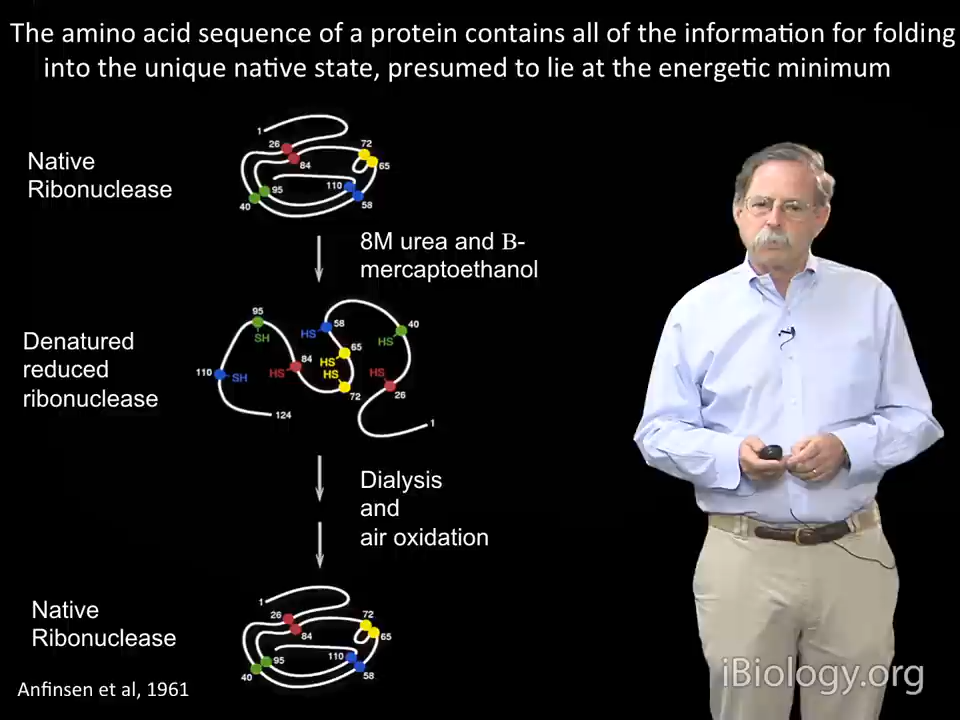 The amino acid sequence of a protein contains all of the information for folding
into the unique native state, presumed to lie at the energetic minimum
Native
Ribonuclease
1
26
84
72
65
95
40
110
58
8M urea and B-
mercaptoethanol
Denatured
reduced
ribonuclease
95
SH
110
SH
84
HS
124
58
HS
65
HS
HS
72
40
HS
HS
26
1
Dialysis
and
air oxidation
Native
Ribonuclease
1
26
84
72
65
95
40
110
58
Anfinsen et al, 1961
iBiology.org